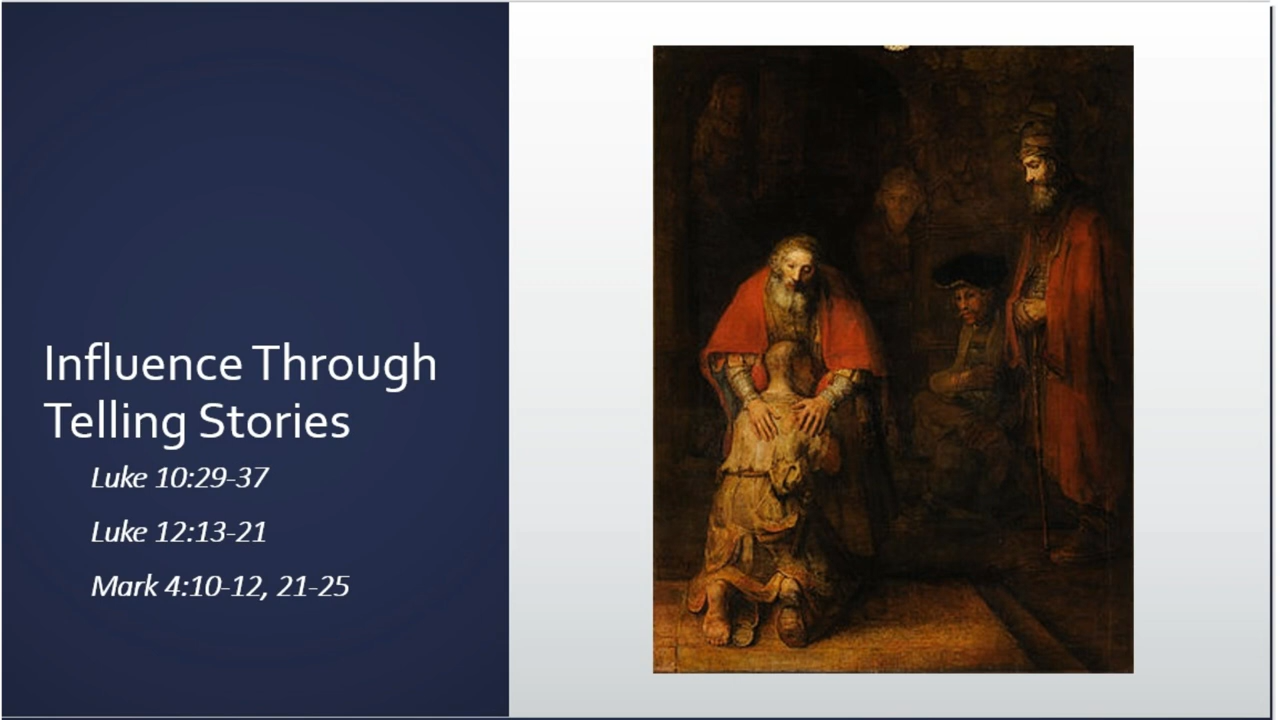 Influence Through
Telling Stories
Luke 10:29-37
Luke 12:13-21
Mark 4:10-12, 21-25